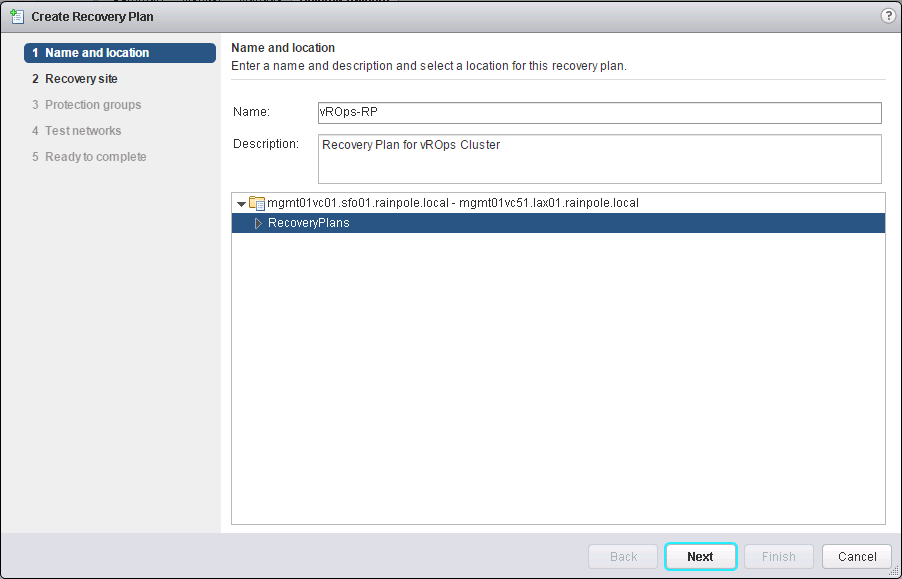 Create Recovery Plan
?
1 Name and location
2 Recovery site
3 Protection groups
4 Test networks
5 Ready to complete
Name and location
Enter a name and description and select a location for this recovery plan.
Name: vROps-RP
Description: Recovery Plan for vROps Cluster
mgmt01vc01.sfo01.rainpole.local - mgmt01vc51.lax01.rainpole.local
RecoveryPlans
Back Next Finish Cancel